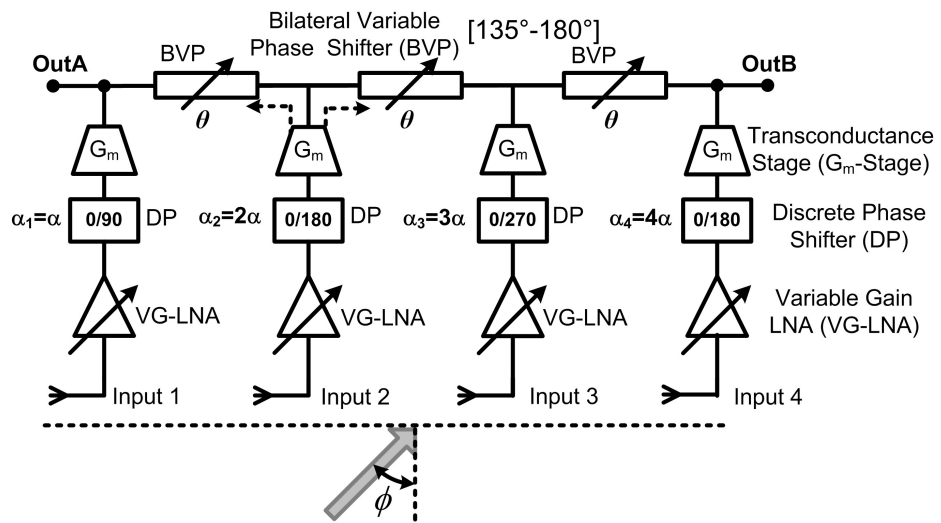 Bilateral Variable
Phase Shifter (BVP)
[135°-180°]
OutA
BVP
BVP
OutB
θ
θ
θ
Gm
Gm
Gm
Gm
Transconductance
Stage (Gm-Stage)
α1=α
0/90
DP
α2=2α
0/180
DP
α3=3α
0/270
DP
α4=4α
0/180
Discrete Phase
Shifter (DP)
VG-LNA
VG-LNA
VG-LNA
Variable Gain
LNA (VG-LNA)
Input 1
Input 2
Input 3
Input 4
ϕ